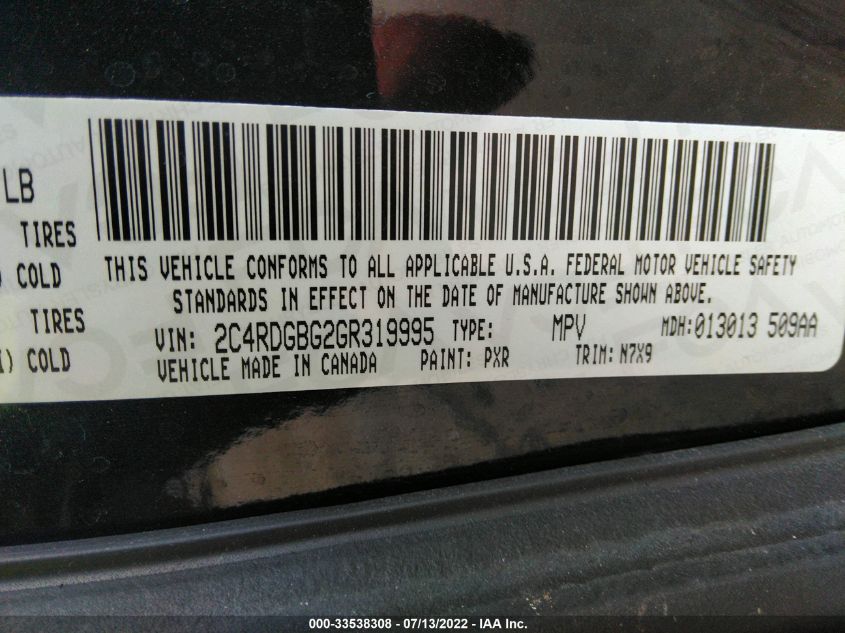 LB
TIRES
COLD
TIRES
COLD
THIS VEHICLE CONFORMS TO ALL APPLICABLE U.S.A. FEDERAL MOTOR VEHICLE SAFETY
STANDARDS IN EFFECT ON THE DATE OF MANUFACTURE SHOWN ABOVE.
VIN: 2C4RDGBG2GR319995 TYPE: MPV MDH: 013013 509AA
VEHICLE MADE IN CANADA PAINT: PXR TRIM: N7X9
000-33538308 - 07/13/2022 - IAA Inc.